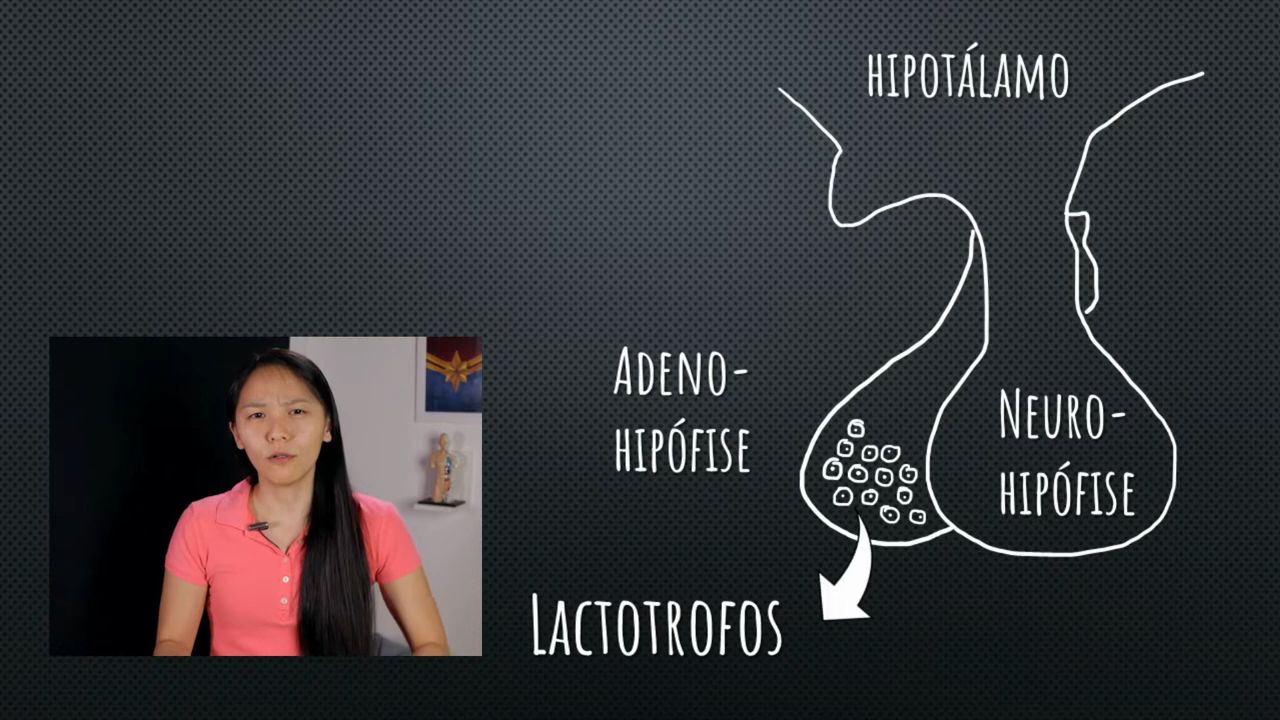 HIPOTÁLAMO
ADENO-
HIPÓFISE
NEURO-
HIPÓFISE
LACTOTROFOS